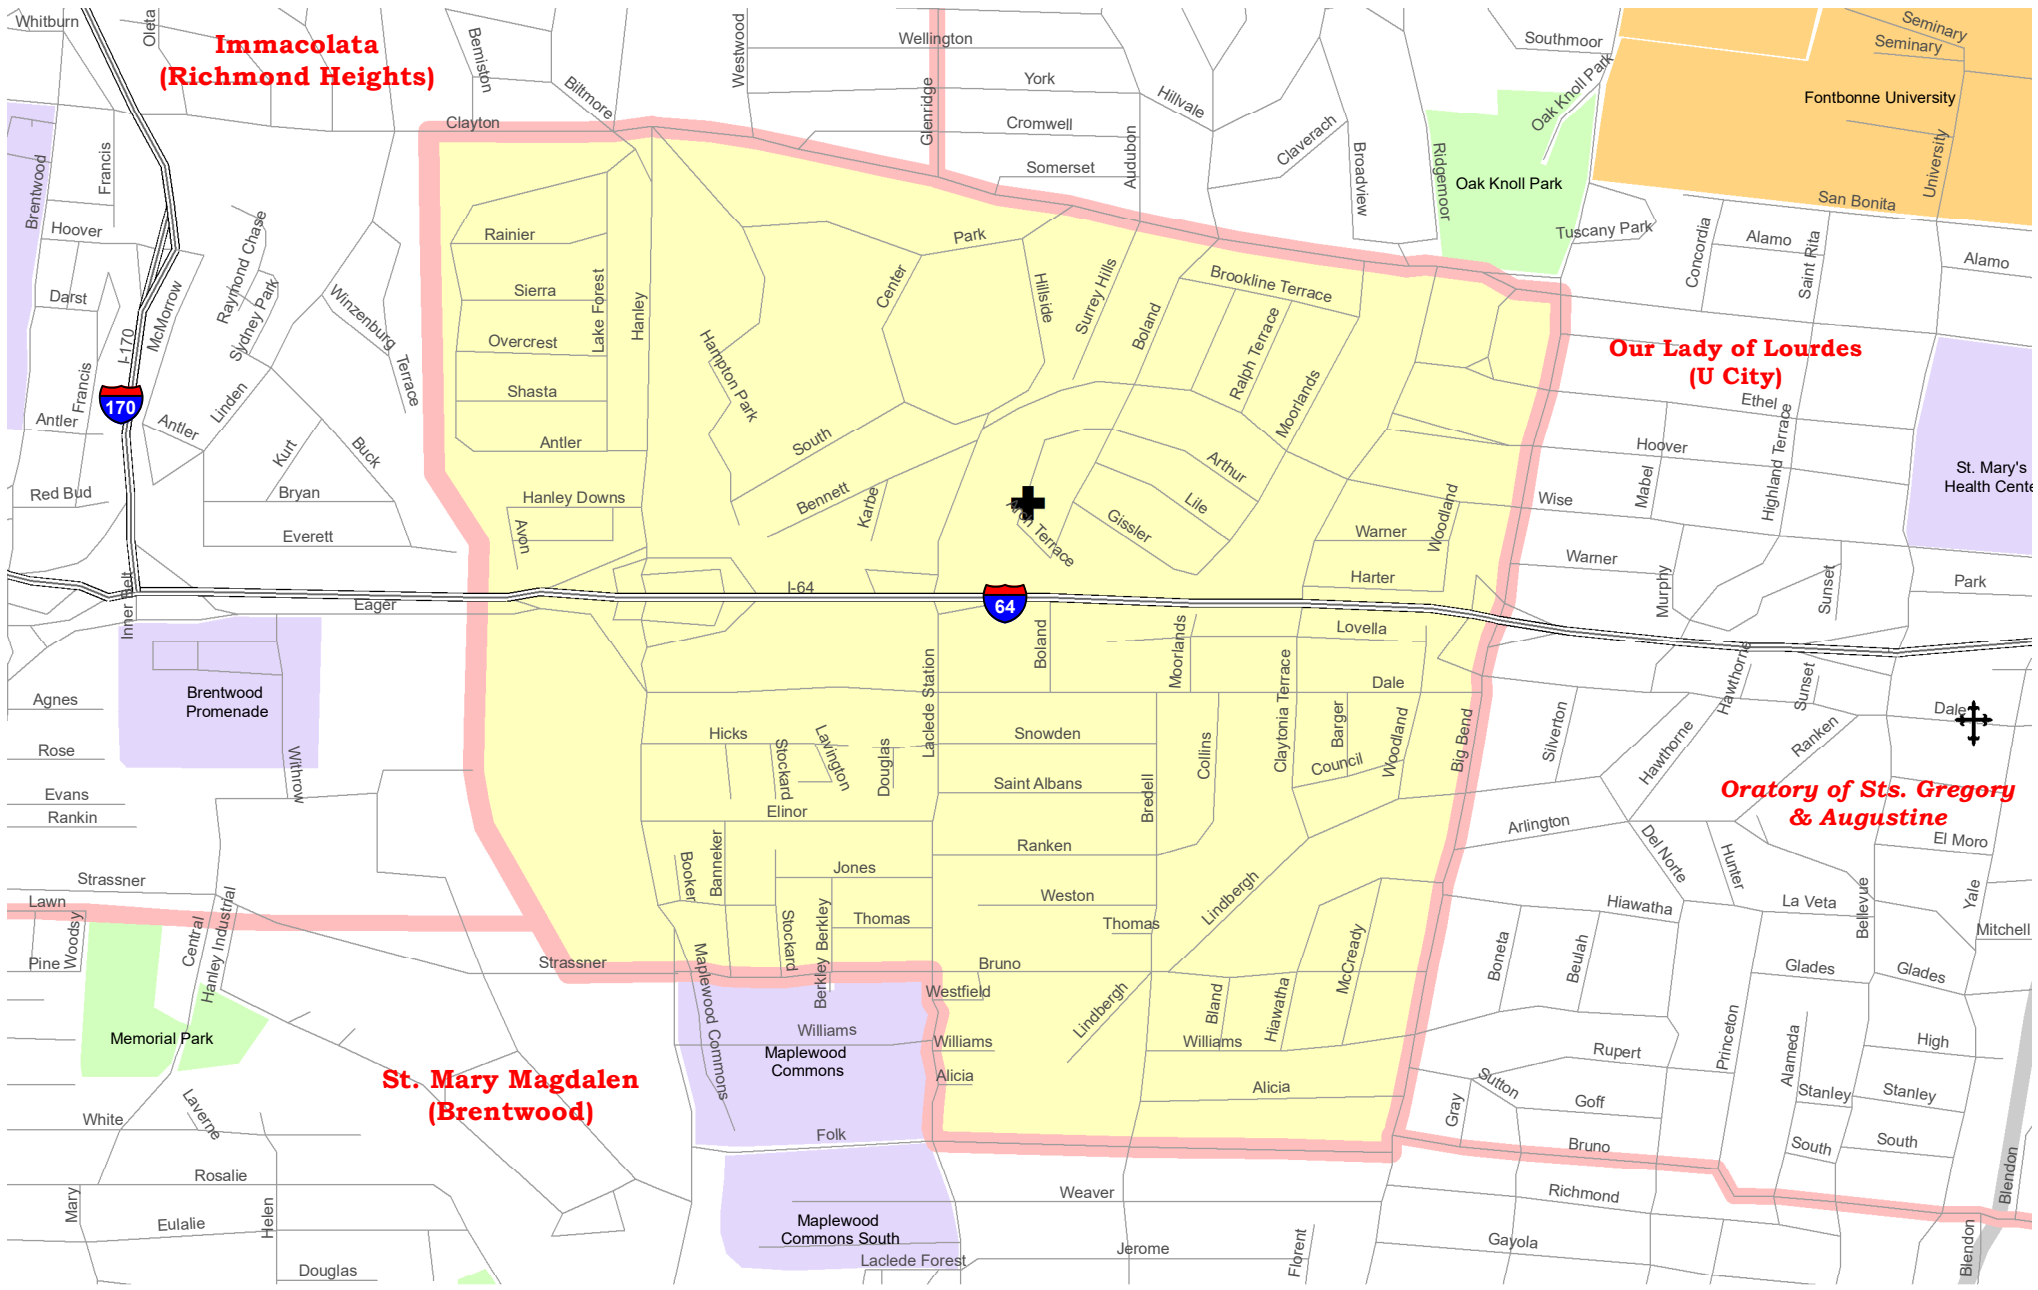 Whitburn
Oleta
Immacolata
(Richmond Heights)
Bemiston
Biltmore
Westwood
Wellington
York
Glenridge
Cromwell
Somerset
Audubon
Hillvale
Claverach
Broadview
Ridgemoor
Southmoor
Oak Knoll Park
Oak Knoll Park
Seminary
Seminary
Fontbonne University
University
San Bonita
Clayton
Brentwood
Francis
Hoover
Darst
Francis
Antler
Red Bud
I-170
170
McMorrow
Raymond Chase
Sydney Park
Winzenburg Terrace
Linden
Antler
Kurt
Buck
Bryan
Everett
Rainier
Sierra
Overcrest
Shasta
Antler
Lake Forest
Hanley
Hanley Downs
Avon
Hampton Park
Center
Park
Hillside
Surrey Hills
Boland
Brookline Terrace
Ralph Terrace
Moorlands
South
Bennett
Karbe
Arch Terrace
Arthur
Lile
Gissler
Woodland
Warner
Harter
Tuscany Park
Concordia
Alamo
Saint Rita
Alamo
Our Lady of Lourdes
(U City)
Ethel
Hoover
Mabel
Highland Terrace
Wise
Warner
Murphy
Sunset
St. Mary's
Park
I-64
64
Eager
Inner Belt
Brentwood
Promenade
Withrow
Agnes
Rose
Evans
Rankin
Strassner
Lawn
Woodsy
Pine
Central
Hanley Industrial
Memorial Park
Lovella
Boland
Moorlands
Laclede Station
Claytonia Terrace
Dale
Hicks
Stockard
Lavington
Douglas
Snowden
Saint Albans
Elinor
Collins
Bredell
Barger
Council
Woodland
Big Bend
Silverton
Hawthorne
Hawthorne
Sunset
Ranken
Dale
Oratory of Sts. Gregory
& Augustine
Arlington
Del Norte
Hunter
El Moro
Booker
Banneker
Jones
Ranken
Weston
Thomas
Stockard
Berkley
Thomas
Lindbergh
McCready
Hiawatha
La Veta
Bellevue
Yale
Mitchell
Boneta
Beulah
Glades
Glades
Strassner
Maplewood Commons
Berkley
Bruno
Westfield
Lindbergh
Bland
Hiawatha
Williams
Williams
Williams
Maplewood
Commons
Alicia
Alicia
Princeton
Alameda
High
Rupert
Sutton
Gray
Goff
Stanley
Stanley
St. Mary Magdalen
(Brentwood)
Laverne
White
Folk
Bruno
South
South
Rosalie
Mary
Eulalie
Helen
Douglas
Maplewood
Commons South
Laclede Forest
Weaver
Jerome
Florent
Richmond
Gayola
Blendon
Blendon